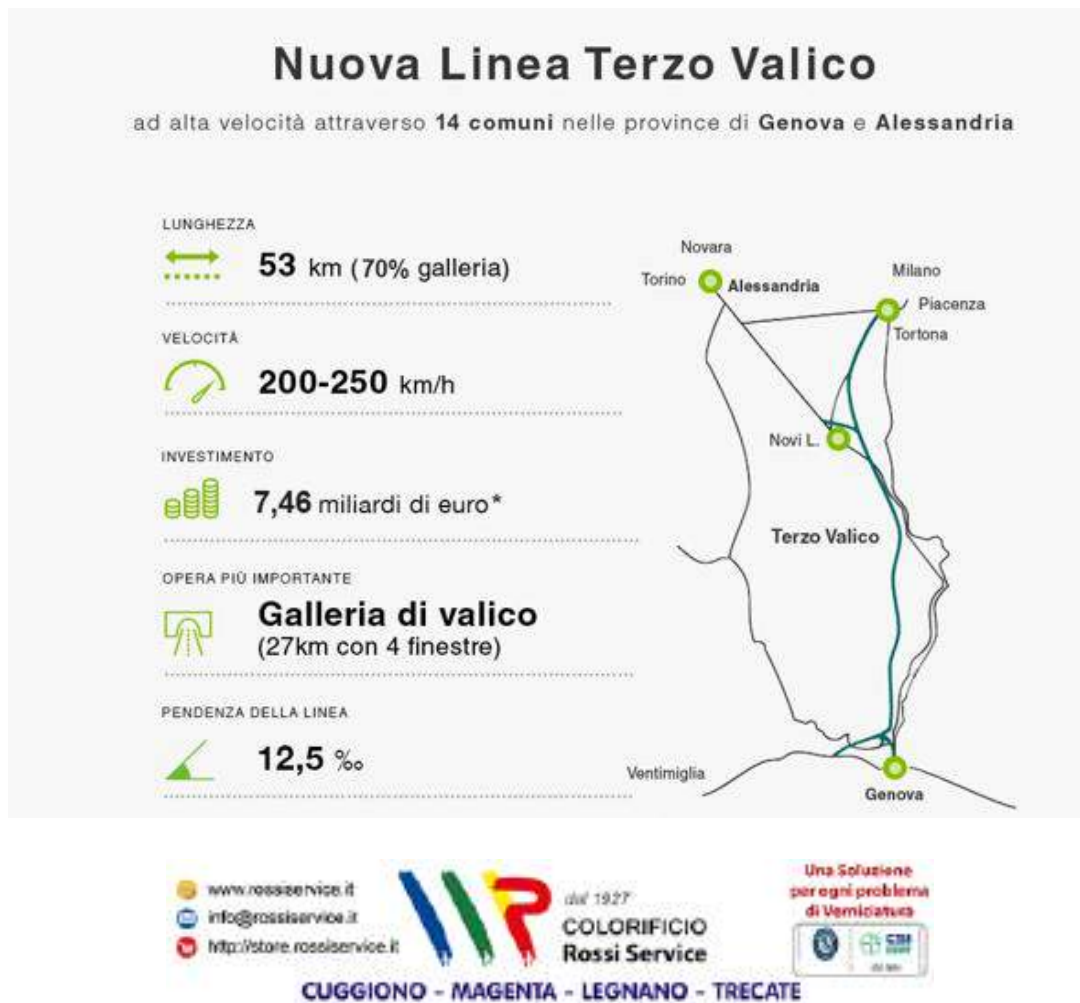 Nuova Linea Terzo Valico
ad alta velocità attraverso 14 comuni nelle province di Genova e Alessandria
LUNGHEZZA
53 km (70% galleria)
VELOCITÀ
200-250 km/h
INVESTIMENTO
7,46 miliardi di euro*
OPERA PIÙ IMPORTANTE
Galleria di valico
(27km con 4 finestre)
PENDENZA DELLA LINEA
12,5 ‰
Novara
Torino
Alessandria
Milano
Piacenza
Tortona
Novi L.
Terzo Valico
Ventimiglia
Genova
www.rossiservice.it
info@rossiservice.it
http://store.rossiservice.it
dal 1927
COLORIFICIO
Rossi Service
Una Soluzione
per ogni problema
di Verniciatura
CUGGIONO - MAGENTA - LEGNANO - TRECATE